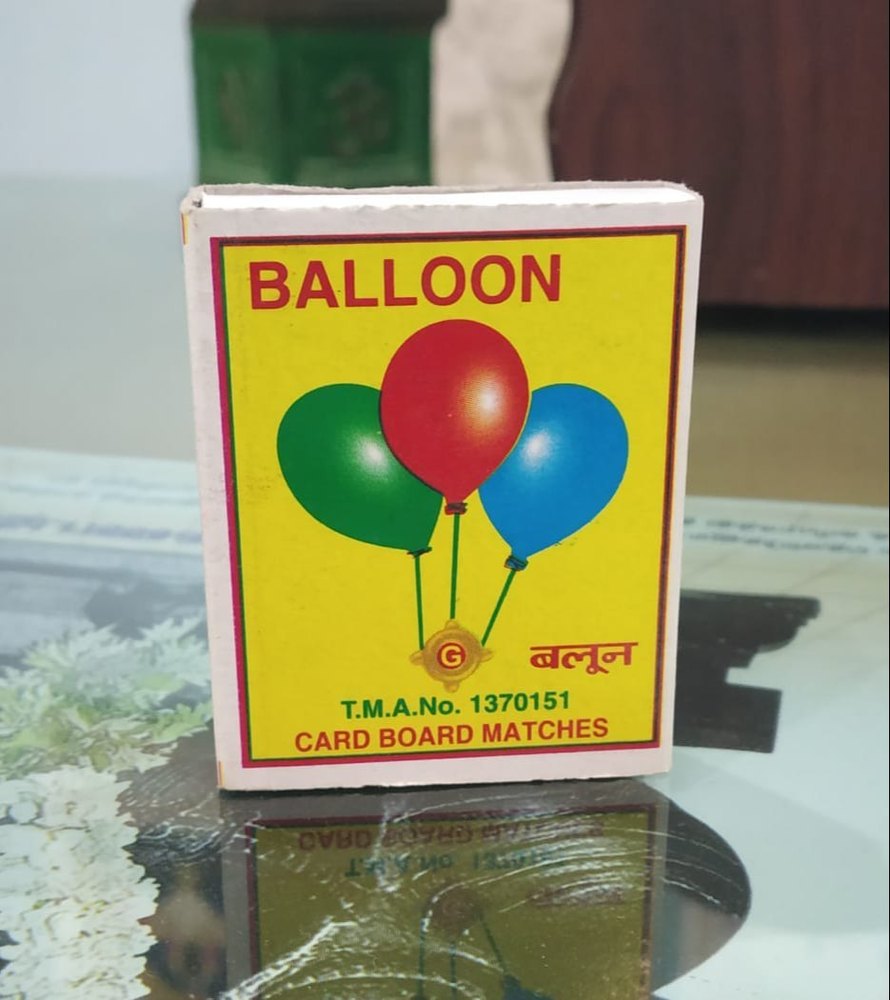 BALLOON
G
बलून
T.M.A.No. 1370151
CARD BOARD MATCHES